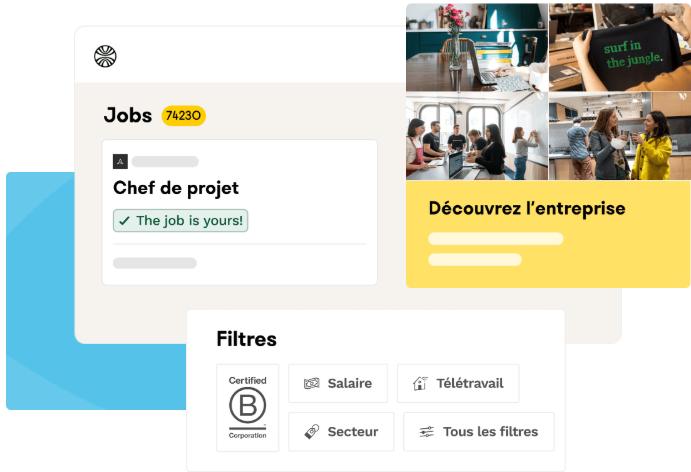 Jobs 74230
Chef de projet
The job is yours!
surf in
the jungle.
Découvrez l'entreprise
Filtres
Certified
B
Corporation
Salaire
Télétravail
Secteur
Tous les filtres